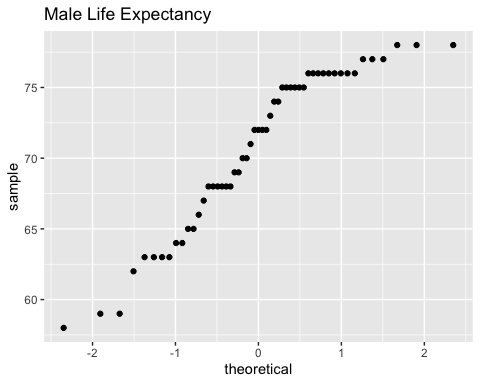 Male Life Expectancy
75
70
65
60
sample
-2 -1 0 1 2
theoretical